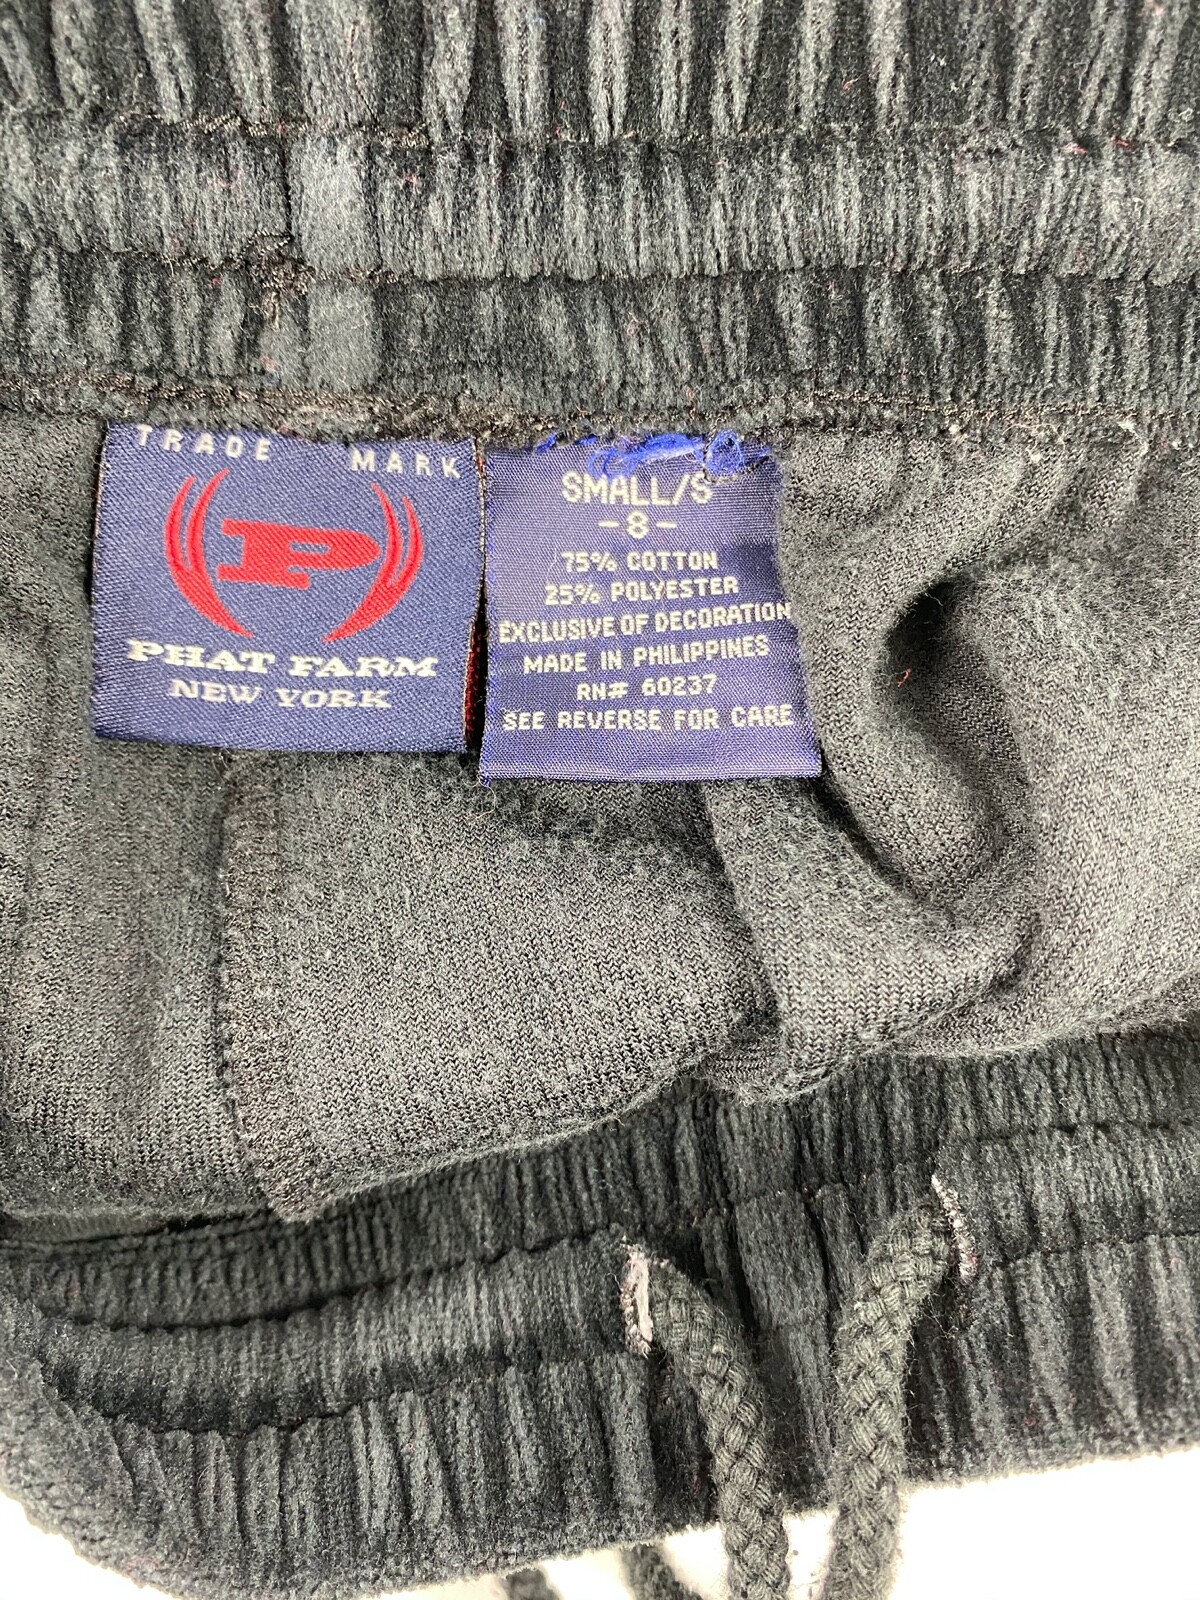 TRADE MARK
P
PHAT FARM
NEW YORK
SMALL/S
-8-
75% COTTON
25% POLYESTER
EXCLUSIVE OF DECORATION
MADE IN PHILIPPINES
RN# 60237
SEE REVERSE FOR CARE